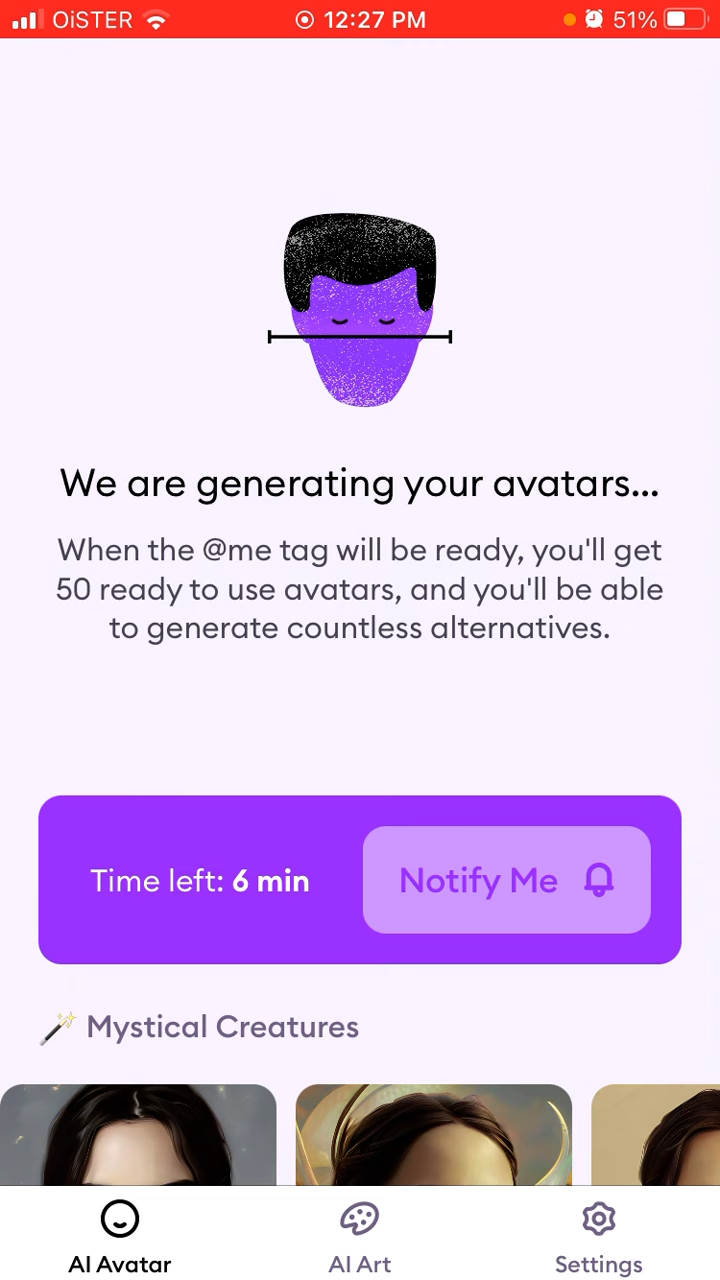 OiSTER 12:27 PM 51%
We are generating your avatars...
When the @me tag will be ready, you'll get
50 ready to use avatars, and you'll be able
to generate countless alternatives.
Time left: 6 min Notify Me
Mystical Creatures
AI Avatar AI Art Settings